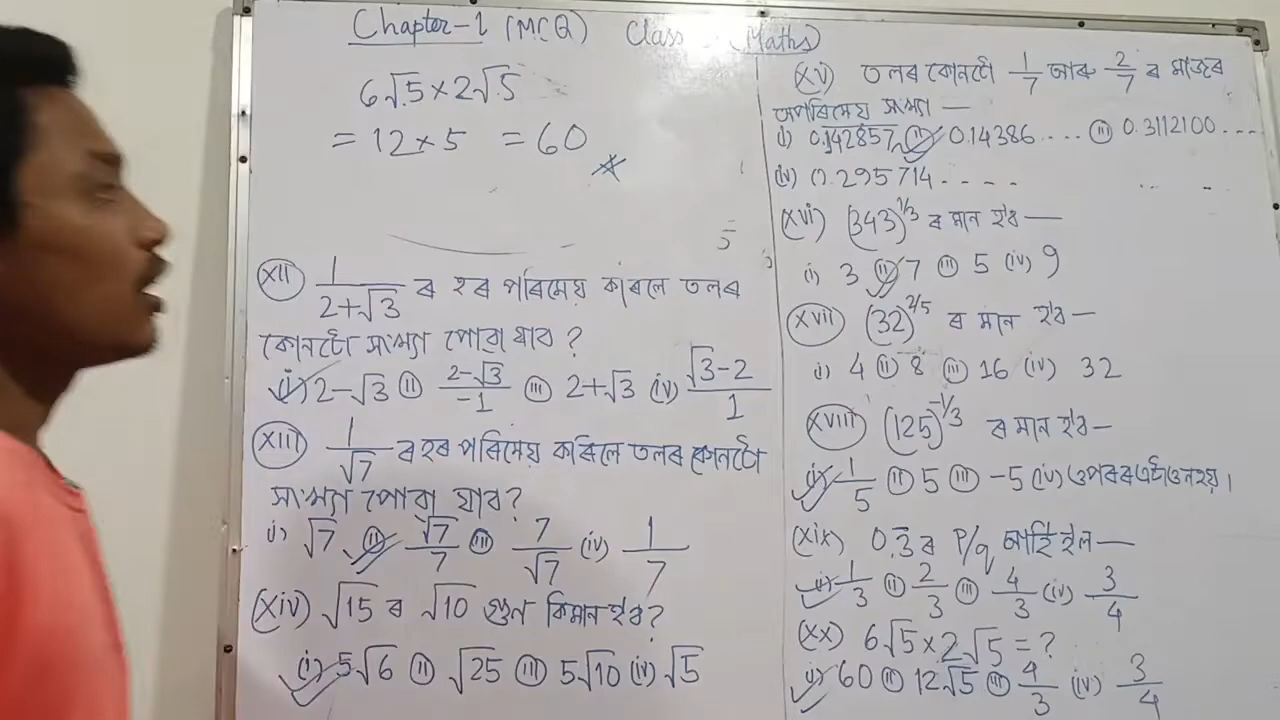 Chapter-1 (MCQ) Class Maths)
6√5 × 2√5
= 12 × 5 = 60
(XII) 1/(2+√3) ৰ হৰ পৰিমেয় কৰিলে তলৰ
কোনটো সংখ্যা পোৱা যাব ?
(i) 2-√3 (ii) (2-√3)/-1 (iii) 2+√3 (iv) (√3-2)/1
(XIII) 1/√7 ৰ হৰ পৰিমেয় কৰিলে তলৰ কোনটো
সংখ্যা পোৱা যাব?
(i) √7 (ii) √7/7 (iii) 7/√7 (iv) 1/7
(XIV) √15 ৰ √10 গুণ কিমান হ'ব?
(i) 5√6 (ii) √25 (iii) 5√10 (iv) √5
(XV) তলৰ কোনটো 1/7 আৰু 2/7 ৰ মাজৰ
অপৰিমেয় সংখ্যা —
(i) 0.142857 (ii) 0.14386.... (iii) 0.3112100....
(iv) 0.295714- - - -
(XVI) (343)^1/3 ৰ মান হ'ব —
(i) 3 (ii) 7 (iii) 5 (iv) 9
(XVII) (32)^2/5 ৰ মান হ'ব —
(i) 4 (ii) 8 (iii) 16 (iv) 32
(XVIII) (125)^-1/3 ৰ মান হ'ব—
(i) 1/5 (ii) 5 (iii) -5 (iv) ওপৰৰ এটাও নহয়।
(XIX) 0.3̅ ৰ P/q আৰ্হি হ'ল —
(i) 1/3 (ii) 2/3 (iii) 4/3 (iv) 3/4
(XX) 6√5 × 2√5 = ?
(i) 60 (ii) 12√5 (iii) 4/3 (iv) 3/4